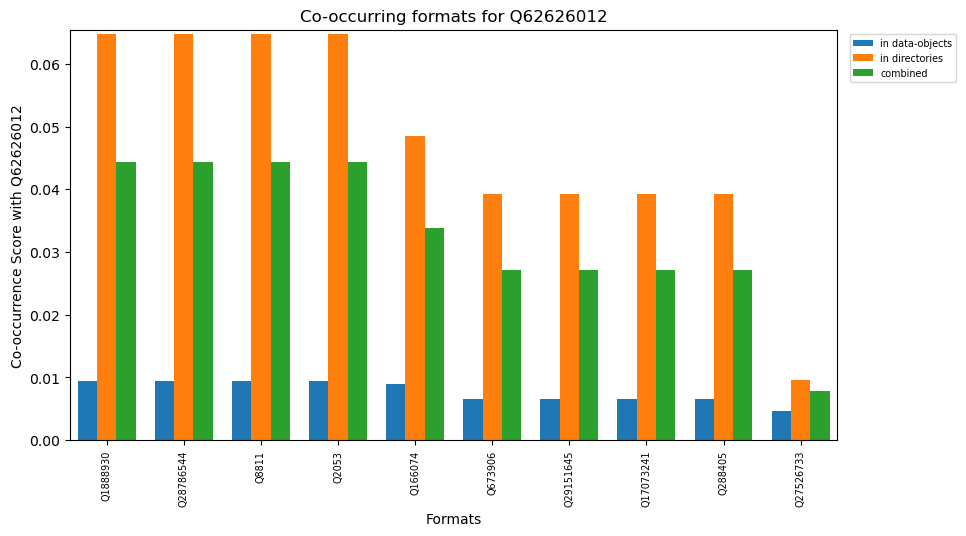 Co-occurring formats for Q62626012
Co-occurrence Score with Q62626012
0.06
0.05
0.04
0.03
0.02
0.01
0.00
Q1888930
Q28786544
Q8811
Q2053
Q166074
Q673906
Q29151645
Q17073241
Q288405
Q27526733
Formats
in data-objects
in directories
combined